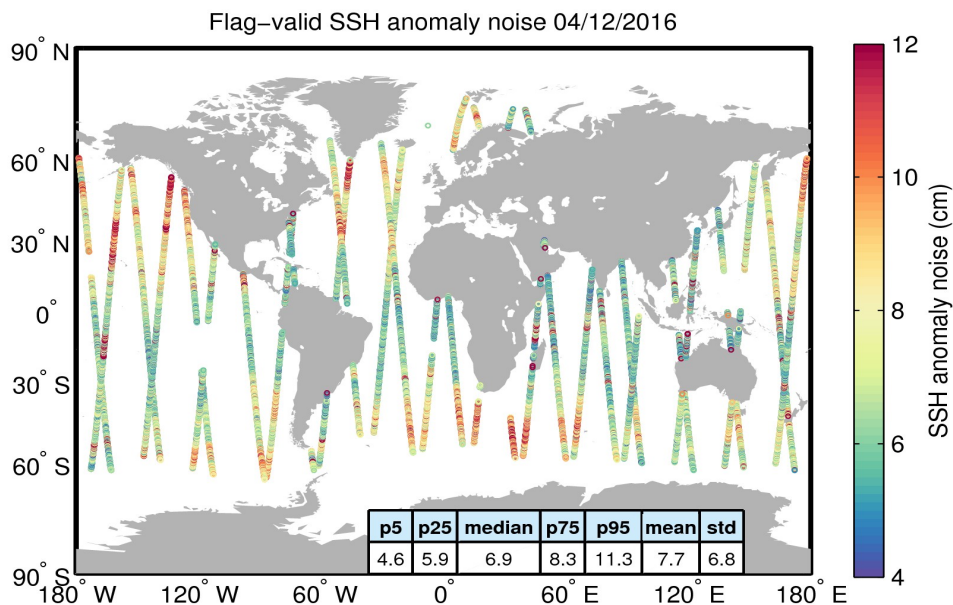 Flag−valid SSH anomaly noise 04/12/2016
90° N
60° N
30° N
0°
30° S
60° S
90° S
180° W 120° W 60° W 0° 60° E 120° E 180° E
p5 p25 median p75 p95 mean std
4.6 5.9 6.9 8.3 11.3 7.7 6.8
12
10
8
6
4
SSH anomaly noise (cm)